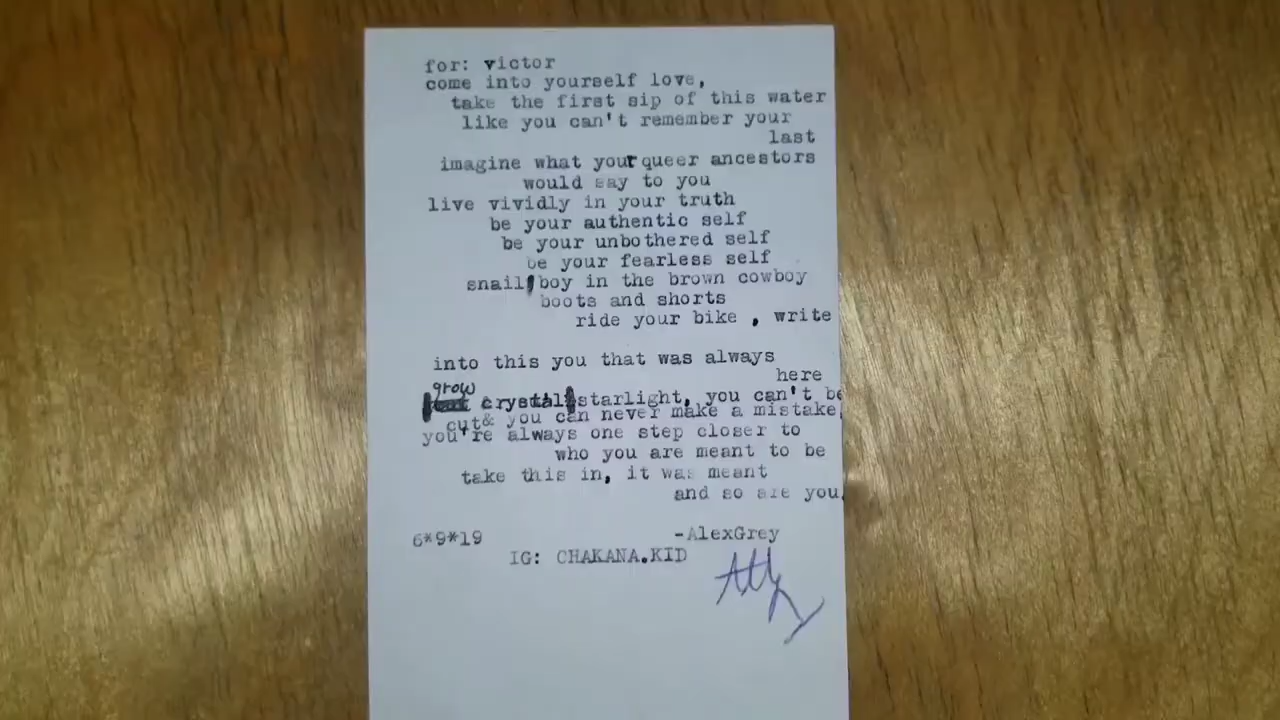 for: victor
come into yourself love,
take the first sip of this water
like you can't remember your
last
imagine what your queer ancestors
would say to you
live vividly in your truth
be your authentic self
be your unbothered self
be your fearless self
snail boy in the brown cowboy
boots and shorts
ride your bike , write
into this you that was always
here
grow
crystal starlight, you can't be
cut& you can never make a mistake
you're always one step closer to
who you are meant to be
take this in, it was meant
and so are you
6*9*19 -AlexGrey
IG: CHAKANA.KID